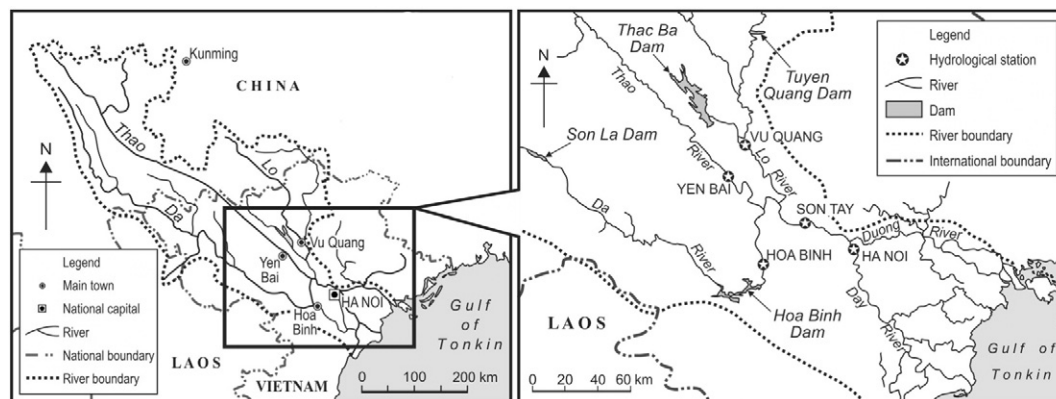 Kunming
CHINA
N
Thao
Lo
Da
Vu Quang
Yen
Bai
HA NOI
Hoa
Binh
Gulf
of
Tonkin
LAOS
VIETNAM
0 100 200 km
Legend
Main town
National capital
River
National boundary
River boundary
N
Thac Ba
Dam
Thao
River
Tuyen
Quang Dam
Son La Dam
VU QUANG
Lo River
YEN BAI
SON TAY
Da
River
Duong
River
HOA BINH
HA NOI
Day
River
Hoa Binh
Dam
LAOS
Gulf of
Tonkin
0 20 40 60 km
Legend
Hydrological station
River
Dam
River boundary
International boundary